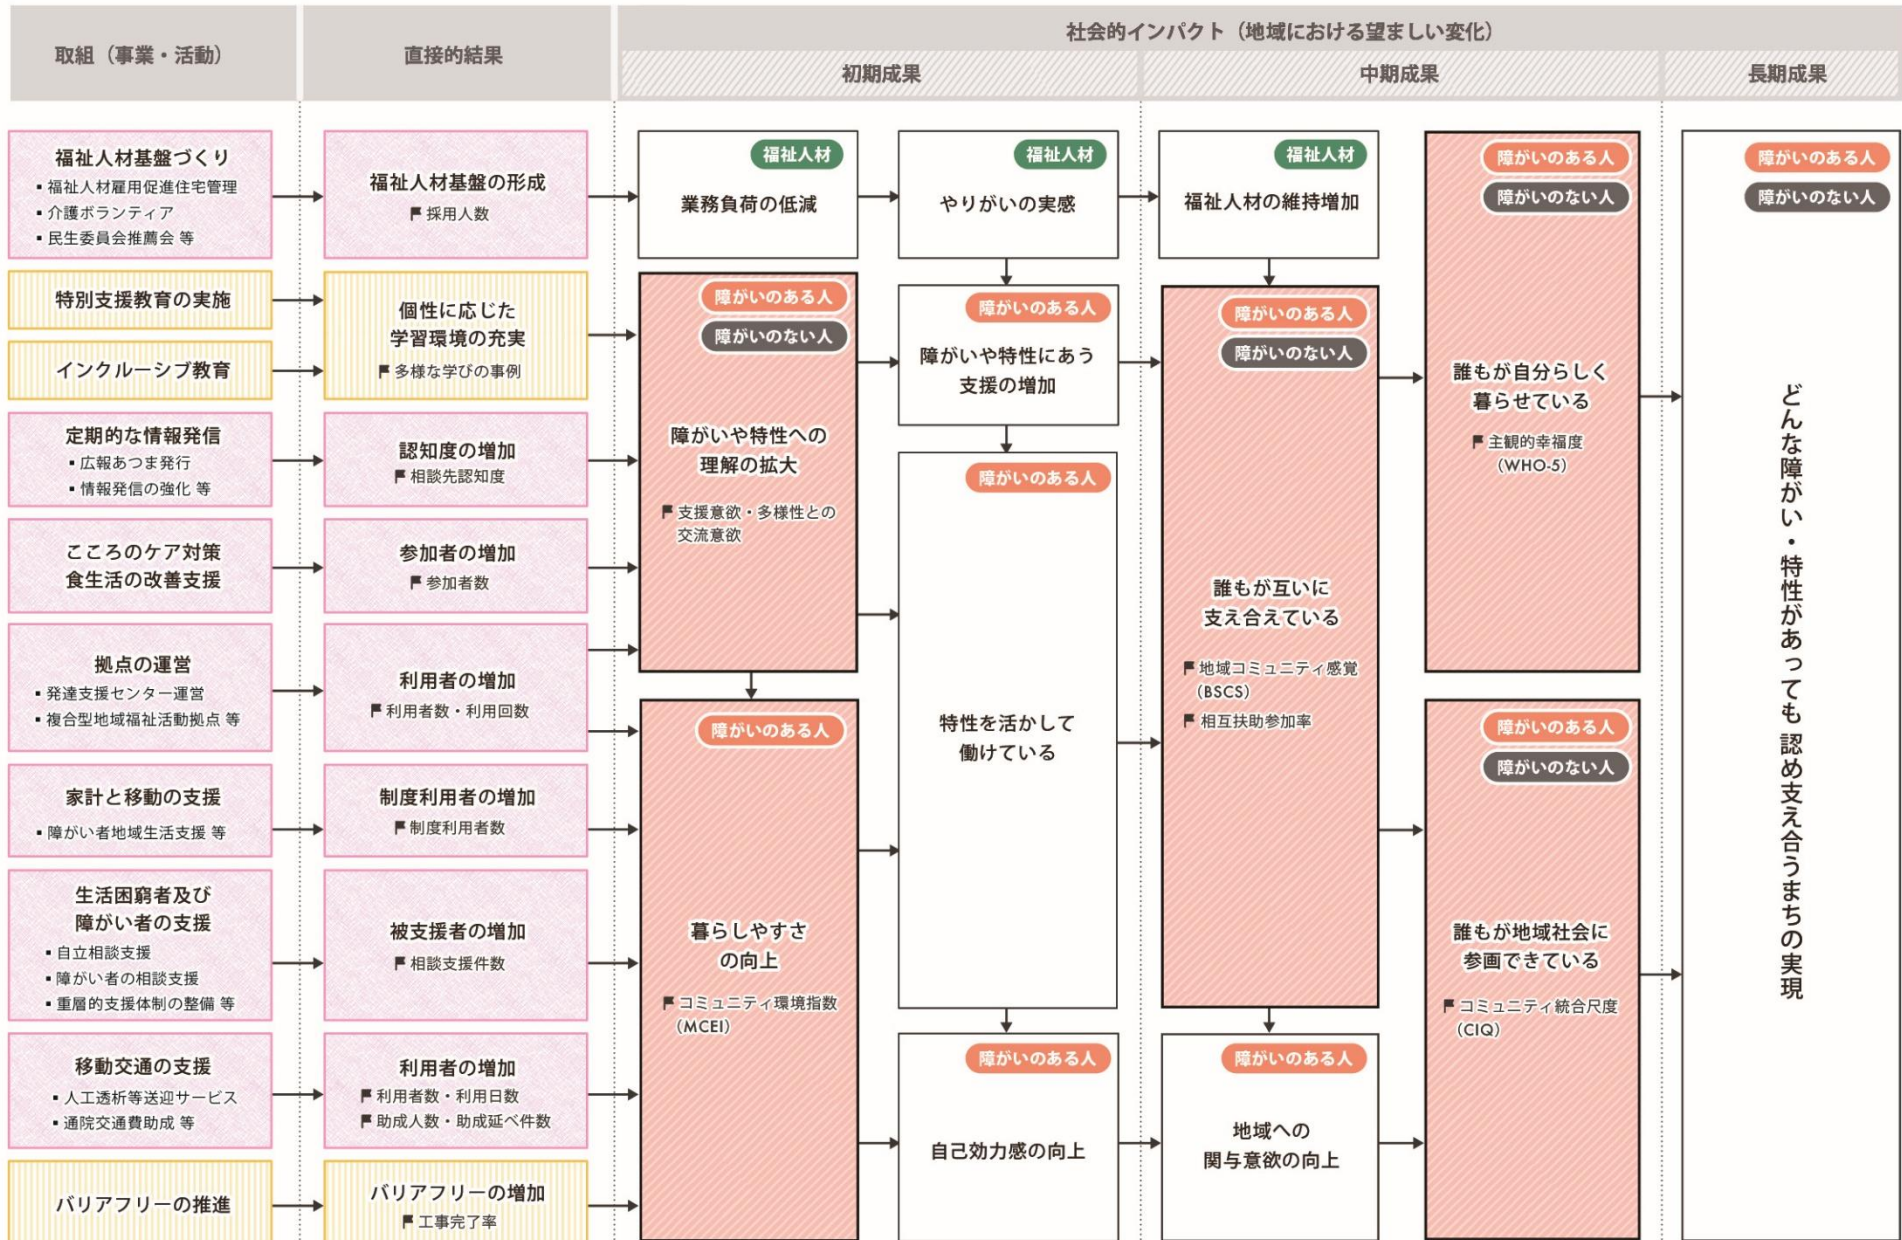 取組（事業・活動）
直接的結果
社会的インパクト（地域における望ましい変化）
初期成果
中期成果
長期成果
福祉人材基盤づくり
▪ 福祉人材雇用促進住宅管理
▪ 介護ボランティア
▪ 民生委員会推薦会 等
特別支援教育の実施
インクルーシブ教育
定期的な情報発信
▪ 広報あつま発行
▪ 情報発信の強化 等
こころのケア対策
食生活の改善支援
拠点の運営
▪ 発達支援センター運営
▪ 複合型地域福祉活動拠点 等
家計と移動の支援
▪ 障がい者地域生活支援 等
生活困窮者及び
障がい者の支援
▪ 自立相談支援
▪ 障がい者の相談支援
▪ 重層的支援体制の整備 等
移動交通の支援
▪ 人工透析等送迎サービス
▪ 通院交通費助成 等
バリアフリーの推進
福祉人材基盤の形成
採用人数
個性に応じた
学習環境の充実
多様な学びの事例
認知度の増加
相談先認知度
参加者の増加
参加者数
利用者の増加
利用者数・利用回数
制度利用者の増加
制度利用者数
被支援者の増加
相談支援件数
利用者の増加
利用者数・利用日数
助成人数・助成延べ件数
バリアフリーの増加
工事完了率
福祉人材
業務負荷の低減
障がいのある人
障がいのない人
障がいや特性への
理解の拡大
支援意欲・多様性との
交流意欲
障がいのある人
暮らしやすさ
の向上
コミュニティ環境指数
（MCEI）
福祉人材
やりがいの実感
障がいのある人
障がいや特性にあう
支援の増加
障がいのある人
特性を活かして
働けている
障がいのある人
自己効力感の向上
福祉人材
福祉人材の維持増加
障がいのある人
障がいのない人
誰もが互いに
支え合えている
地域コミュニティ感覚
（BSCS）
相互扶助参加率
障がいのある人
地域への
関与意欲の向上
障がいのある人
障がいのない人
誰もが自分らしく
暮らせている
主観的幸福度
（WHO-5）
障がいのある人
障がいのない人
誰もが地域社会に
参画できている
コミュニティ統合尺度
（CIQ）
障がいのある人
障がいのない人
どんな障がい・特性があっても 認め支え合うまちの実現